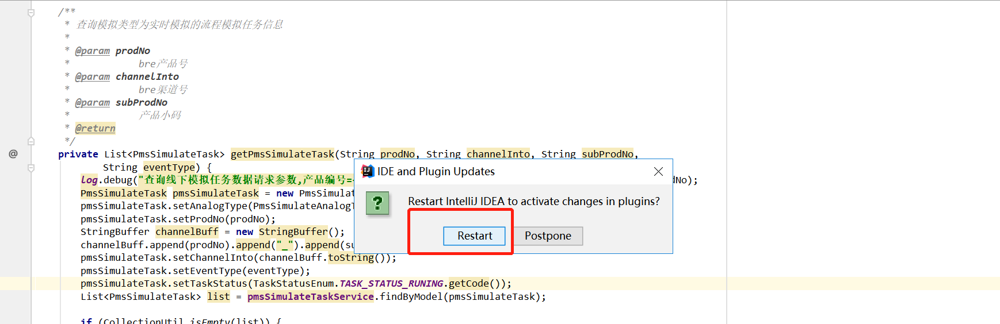 /**
* 查询模拟类型为实时模拟的流程模拟任务信息
*
* @param prodNo
* bre产品号
* @param channelInto
* bre渠道号
* @param subProdNo
* 产品小码
* @return
*/
@
private List<PmsSimulateTask> getPmsSimulateTask(String prodNo, String channelInto, String subProdNo,
String eventType) {
log.debug("查询线下模拟任务数据请求参数,产品编号=
dNo);
PmsSimulateTask pmsSimulateTask = new PmsSimulat
pmsSimulateTask.setAnalogType(PmsSimulateAnalogT
pmsSimulateTask.setProdNo(prodNo);
StringBuffer channelBuff = new StringBuffer();
channelBuff.append(prodNo).append("_").append(su
pmsSimulateTask.setChannelInto(channelBuff.toString());
pmsSimulateTask.setEventType(eventType);
pmsSimulateTask.setTaskStatus(TaskStatusEnum.TASK_STATUS_RUNING.getCode());
List<PmsSimulateTask> list = pmsSimulateTaskService.findByModel(pmsSimulateTask);
if (CollectionUtil.isEmpty(list)) {
IDE and Plugin Updates
Restart IntelliJ IDEA to activate changes in plugins?
Restart
Postpone